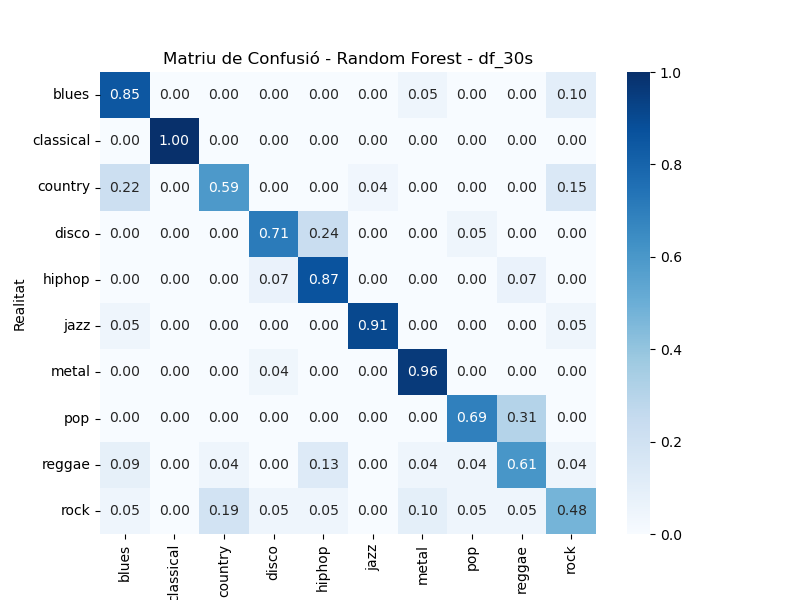 Matriu de Confusió - Random Forest - df_30s
blues 0.85 0.00 0.00 0.00 0.00 0.00 0.05 0.00 0.00 0.10
classical 0.00 1.00 0.00 0.00 0.00 0.00 0.00 0.00 0.00 0.00
country 0.22 0.00 0.59 0.00 0.00 0.04 0.00 0.00 0.00 0.15
disco 0.00 0.00 0.00 0.71 0.24 0.00 0.00 0.05 0.00 0.00
hiphop 0.00 0.00 0.00 0.07 0.87 0.00 0.00 0.00 0.07 0.00
jazz 0.05 0.00 0.00 0.00 0.00 0.91 0.00 0.00 0.00 0.05
metal 0.00 0.00 0.00 0.04 0.00 0.00 0.96 0.00 0.00 0.00
pop 0.00 0.00 0.00 0.00 0.00 0.00 0.00 0.69 0.31 0.00
reggae 0.09 0.00 0.04 0.00 0.13 0.00 0.04 0.04 0.61 0.04
rock 0.05 0.00 0.19 0.05 0.05 0.00 0.10 0.05 0.05 0.48
Realitat
blues classical country disco hiphop jazz metal pop reggae rock
1.0
0.8
0.6
0.4
0.2
0.0